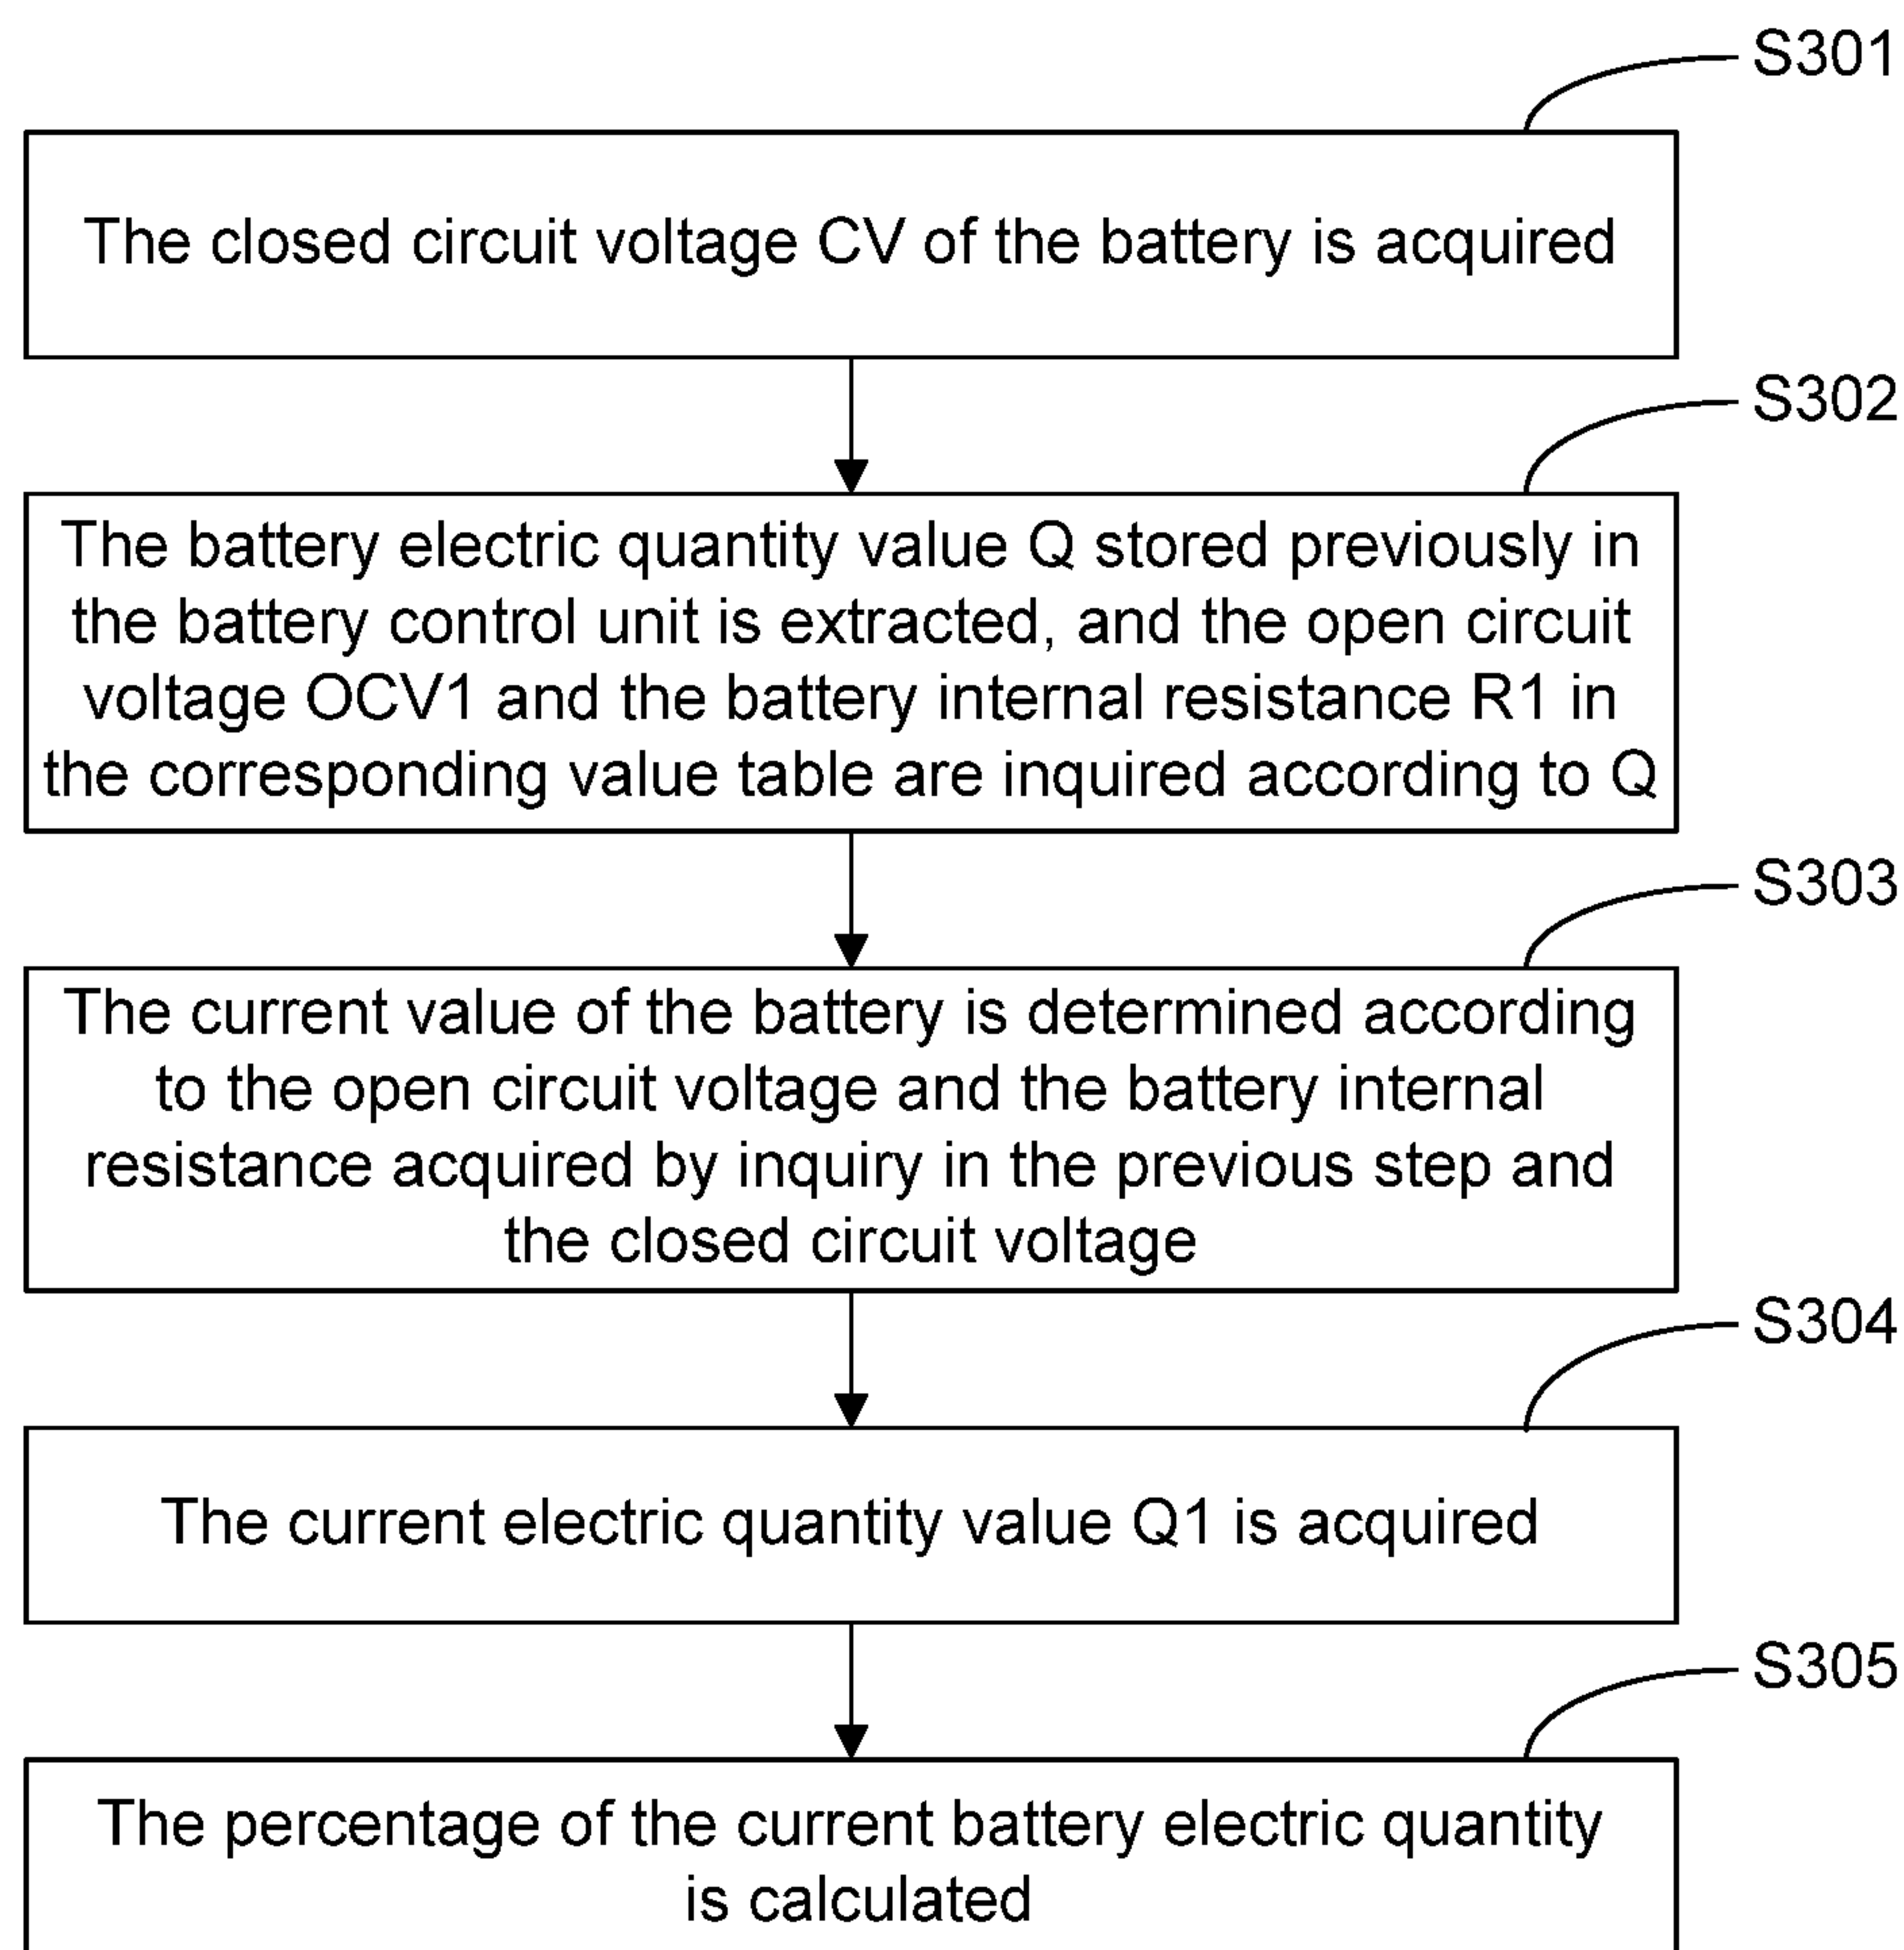 S301
The closed circuit voltage CV of the battery is acquired
S302
The battery electric quantity value Q stored previously in
the battery control unit is extracted, and the open circuit
voltage OCV1 and the battery internal resistance R1 in
the corresponding value table are inquired according to Q
S303
The current value of the battery is determined according
to the open circuit voltage and the battery internal
resistance acquired by inquiry in the previous step and
the closed circuit voltage
S304
The current electric quantity value Q1 is acquired
S305
The percentage of the current battery electric quantity
is calculated